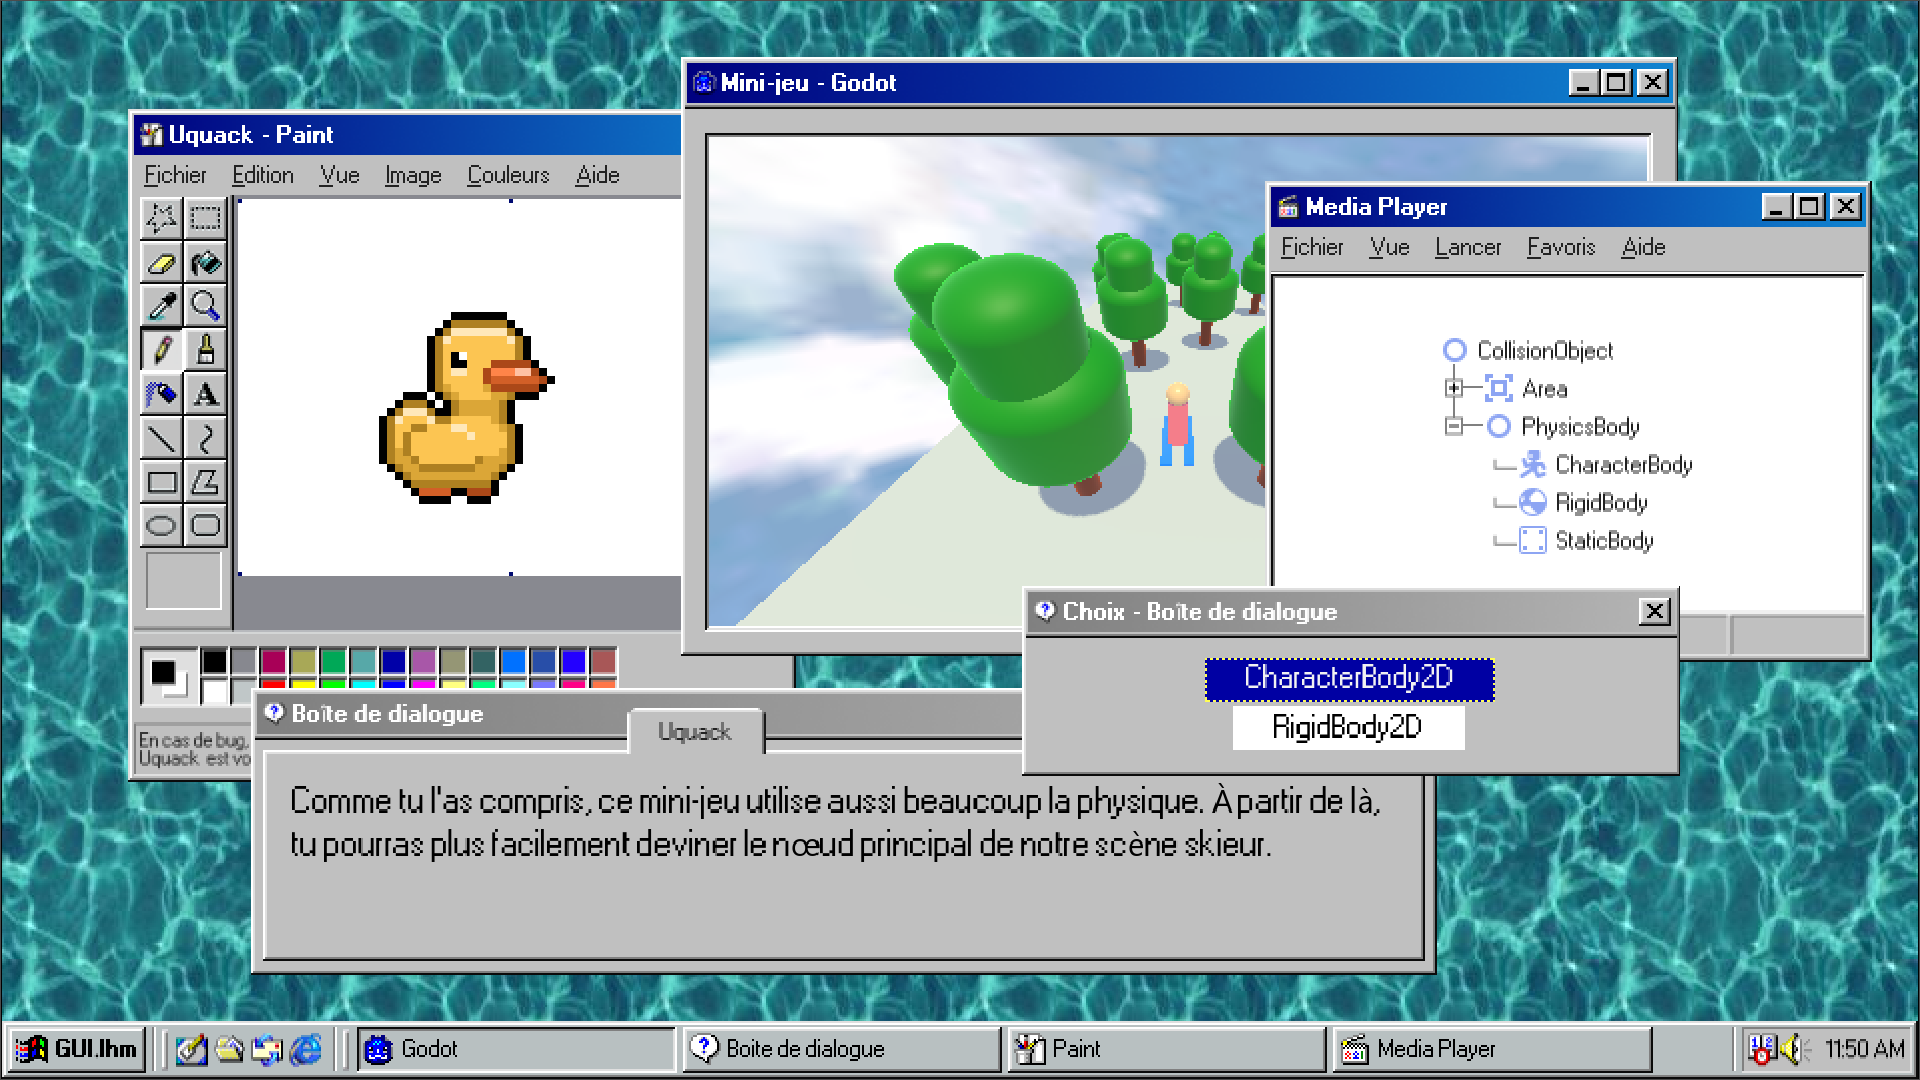 Mini-jeu - Godot
Uquack - Paint
Fichier Edition Vue Image Couleurs Aide
Media Player
Fichier Vue Lancer Favoris Aide
CollisionObject
Area
PhysicsBody
CharacterBody
RigidBody
StaticBody
Choix - Boîte de dialogue
CharacterBody2D
RigidBody2D
En cas de bug,
Uquack est vo
Boîte de dialogue
Uquack
Comme tu l'as compris, ce mini-jeu utilise aussi beaucoup la physique. À partir de là,
tu pourras plus facilement deviner le nœud principal de notre scène skieur.
GUI.lhm Godot Boite de dialogue Paint Media Player 11:50 AM